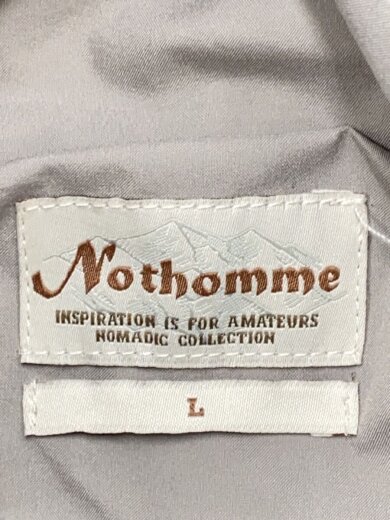 Nothomme
INSPIRATION IS FOR AMATEURS
NOMADIC COLLECTION
L